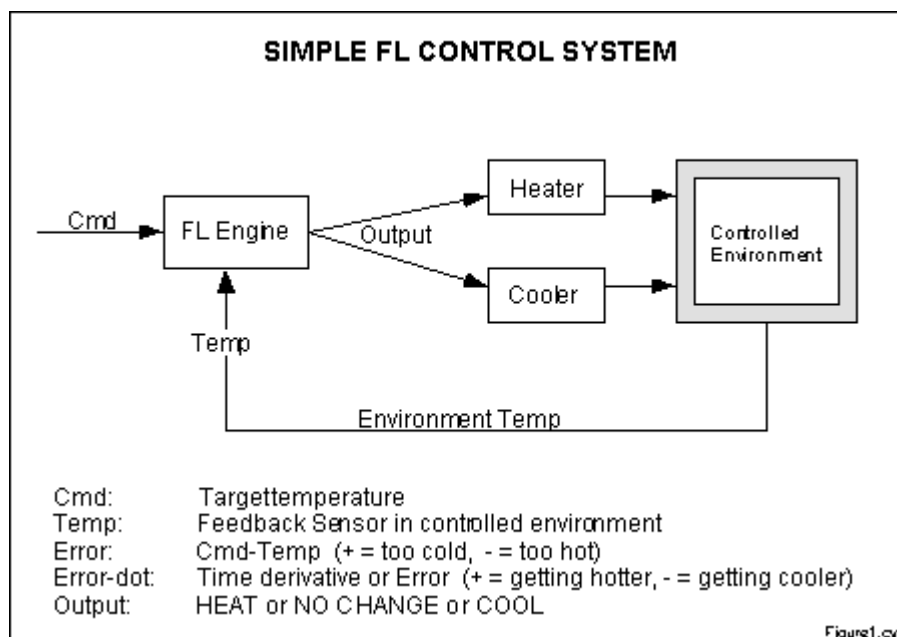 SIMPLE FL CONTROL SYSTEM
Heater
Cmd
FL Engine
Output
Controlled
Environment
Cooler
Temp
Environment Temp
Cmd: Targettemperature
Temp: Feedback Sensor in controlled environment
Error: Cmd-Temp (+ = too cold, - = too hot)
Error-dot: Time derivative or Error (+ = getting hotter, - = getting cooler)
Output: HEAT or NO CHANGE or COOL